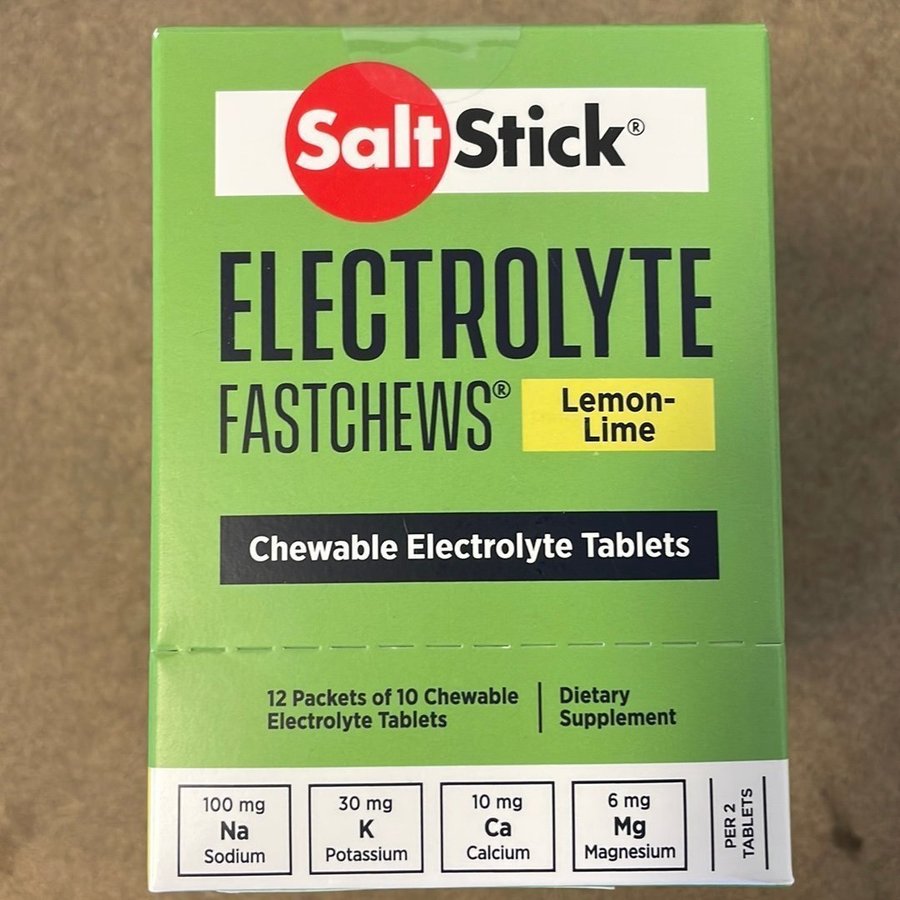 SaltStick®
ELECTROLYTE
FASTCHEWS®
Lemon-
Lime
Chewable Electrolyte Tablets
12 Packets of 10 Chewable
Electrolyte Tablets
Dietary
Supplement
100 mg
Na
Sodium
30 mg
K
Potassium
10 mg
Ca
Calcium
6 mg
Mg
Magnesium
PER 2
TABLETS